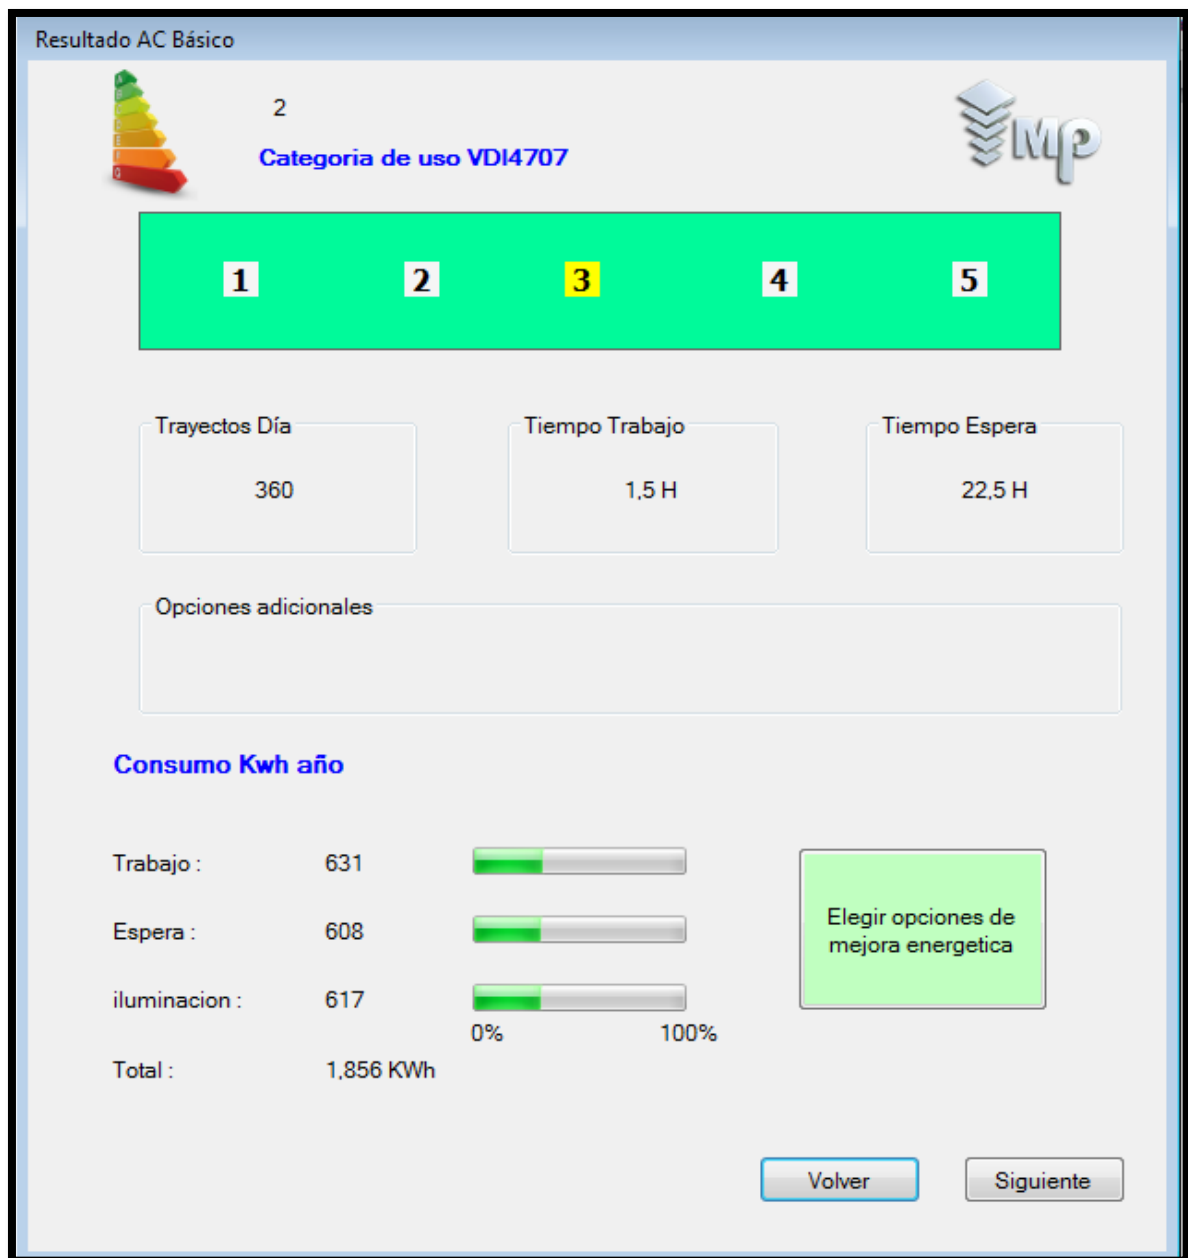 Resultado AC Básico
2
Categoria de uso VDI4707
Mp
1 2 3 4 5
Trayectos Día
360
Tiempo Trabajo
1,5 H
Tiempo Espera
22,5 H
Opciones adicionales
Consumo Kwh año
Trabajo : 631
Espera : 608
iluminacion : 617
0% 100%
Total : 1,856 KWh
Elegir opciones de
mejora energetica
Volver
Siguiente